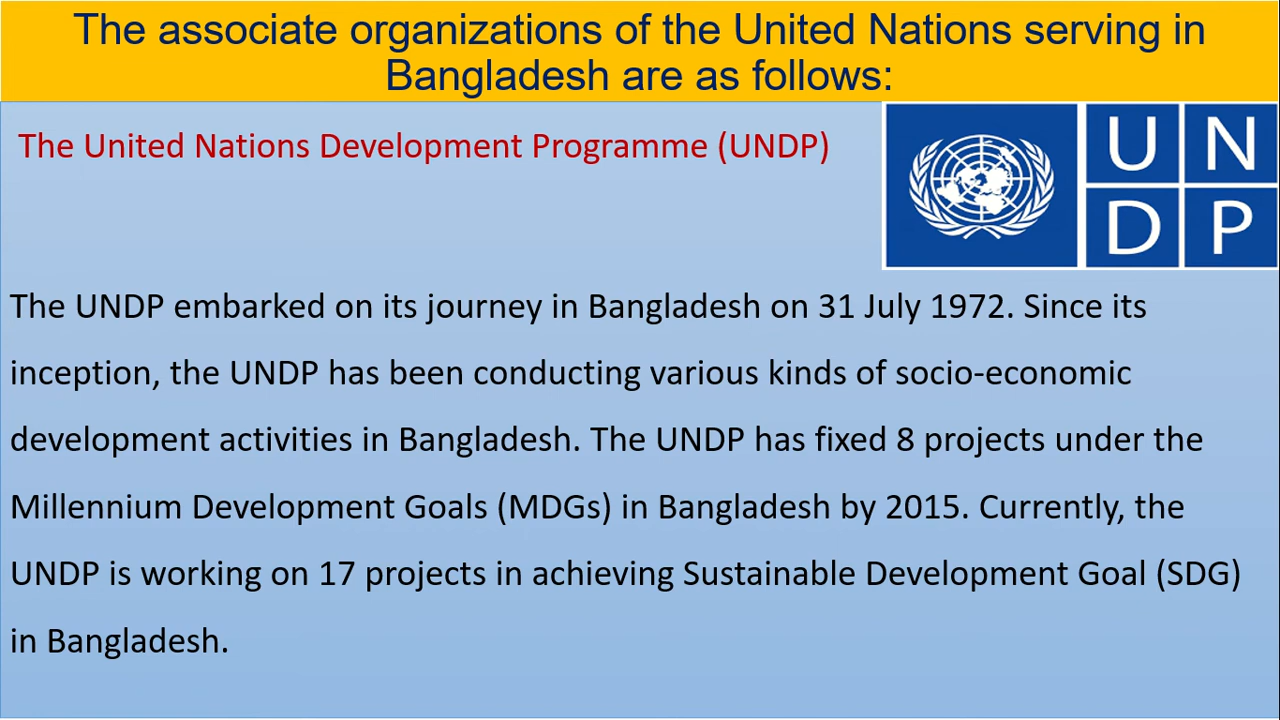 The associate organizations of the United Nations serving in
Bangladesh are as follows:
The United Nations Development Programme (UNDP)
U N
D P
The UNDP embarked on its journey in Bangladesh on 31 July 1972. Since its
inception, the UNDP has been conducting various kinds of socio-economic
development activities in Bangladesh. The UNDP has fixed 8 projects under the
Millennium Development Goals (MDGs) in Bangladesh by 2015. Currently, the
UNDP is working on 17 projects in achieving Sustainable Development Goal (SDG)
in Bangladesh.